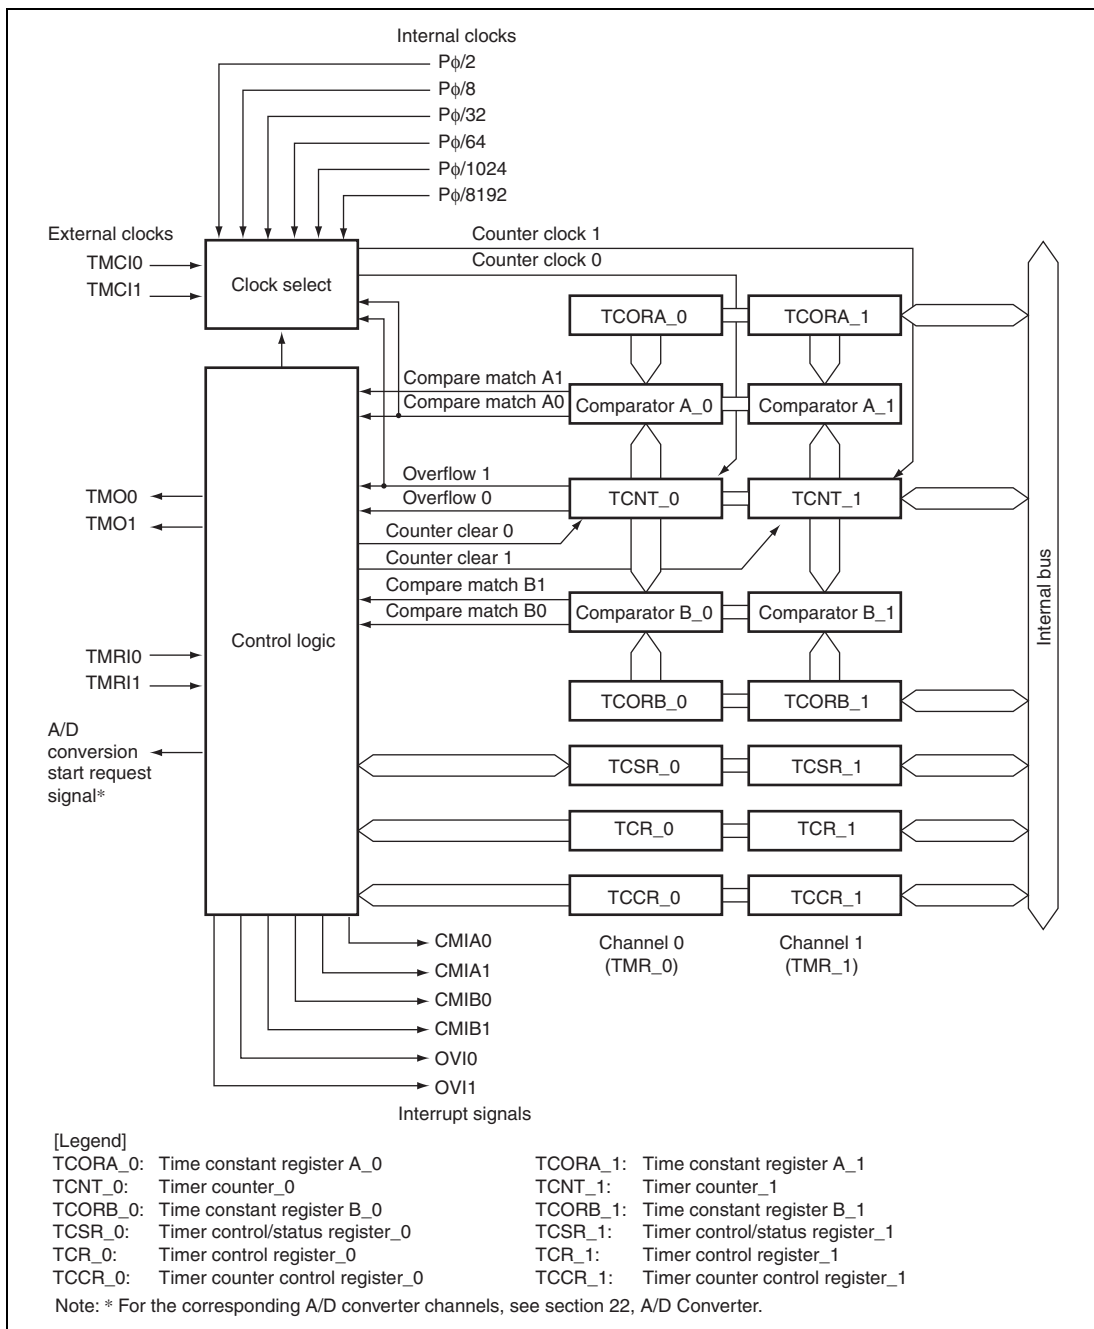 Internal clocks
Pϕ/2
Pϕ/8
Pϕ/32
Pϕ/64
Pϕ/1024
Pϕ/8192
External clocks
TMCI0
TMCI1
Clock select
Counter clock 1
Counter clock 0
TCORA_0
TCORA_1
Compare match A1
Compare match A0
Comparator A_0
Comparator A_1
TMO0
TMO1
Overflow 1
Overflow 0
TCNT_0
TCNT_1
Counter clear 0
Counter clear 1
Compare match B1
Compare match B0
Comparator B_0
Comparator B_1
Control logic
Internal bus
TMRI0
TMRI1
TCORB_0
TCORB_1
A/D
conversion
start request
signal*
TCSR_0
TCSR_1
TCR_0
TCR_1
TCCR_0
TCCR_1
Channel 0
(TMR_0)
Channel 1
(TMR_1)
CMIA0
CMIA1
CMIB0
CMIB1
OVI0
OVI1
Interrupt signals
[Legend]
TCORA_0: Time constant register A_0
TCORA_1: Time constant register A_1
TCNT_0: Timer counter_0
TCNT_1: Timer counter_1
TCORB_0: Time constant register B_0
TCORB_1: Time constant register B_1
TCSR_0: Timer control/status register_0
TCSR_1: Timer control/status register_1
TCR_0: Timer control register_0
TCR_1: Timer control register_1
TCCR_0: Timer counter control register_0
TCCR_1: Timer counter control register_1
Note: * For the corresponding A/D converter channels, see section 22, A/D Converter.